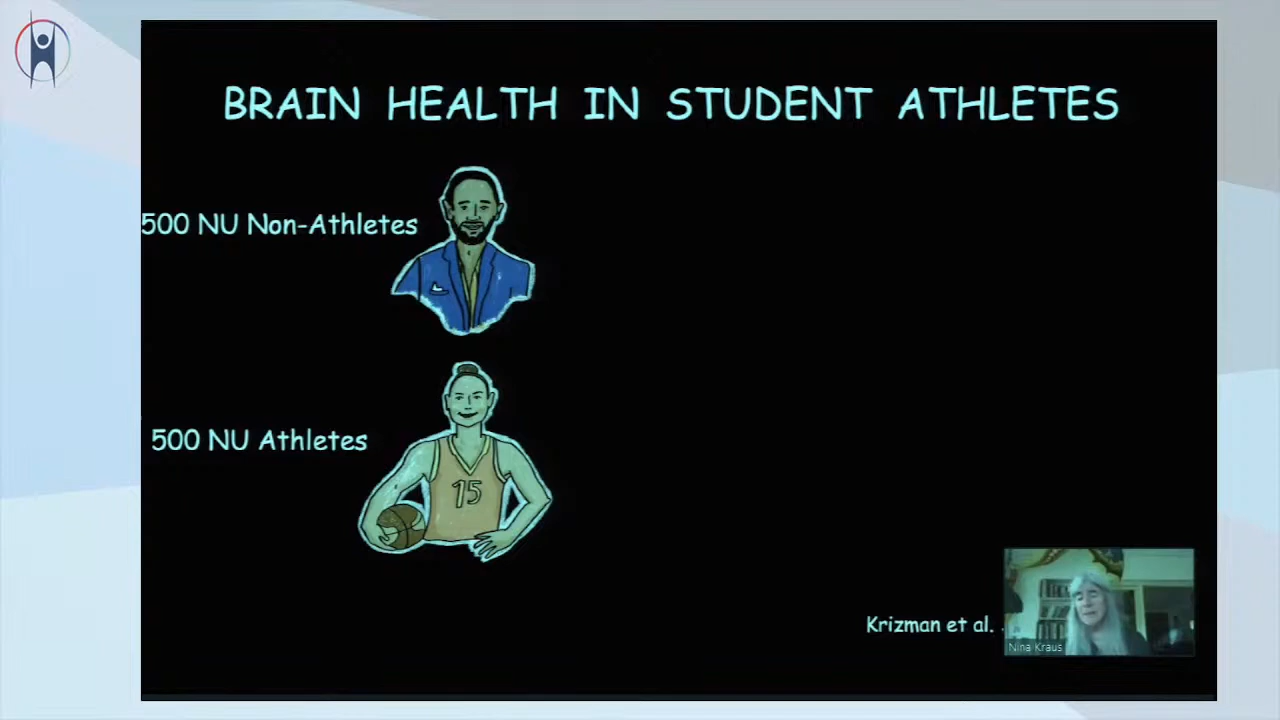 BRAIN HEALTH IN STUDENT ATHLETES
500 NU Non-Athletes
500 NU Athletes
15
Krizman et al.
Nina Kraus